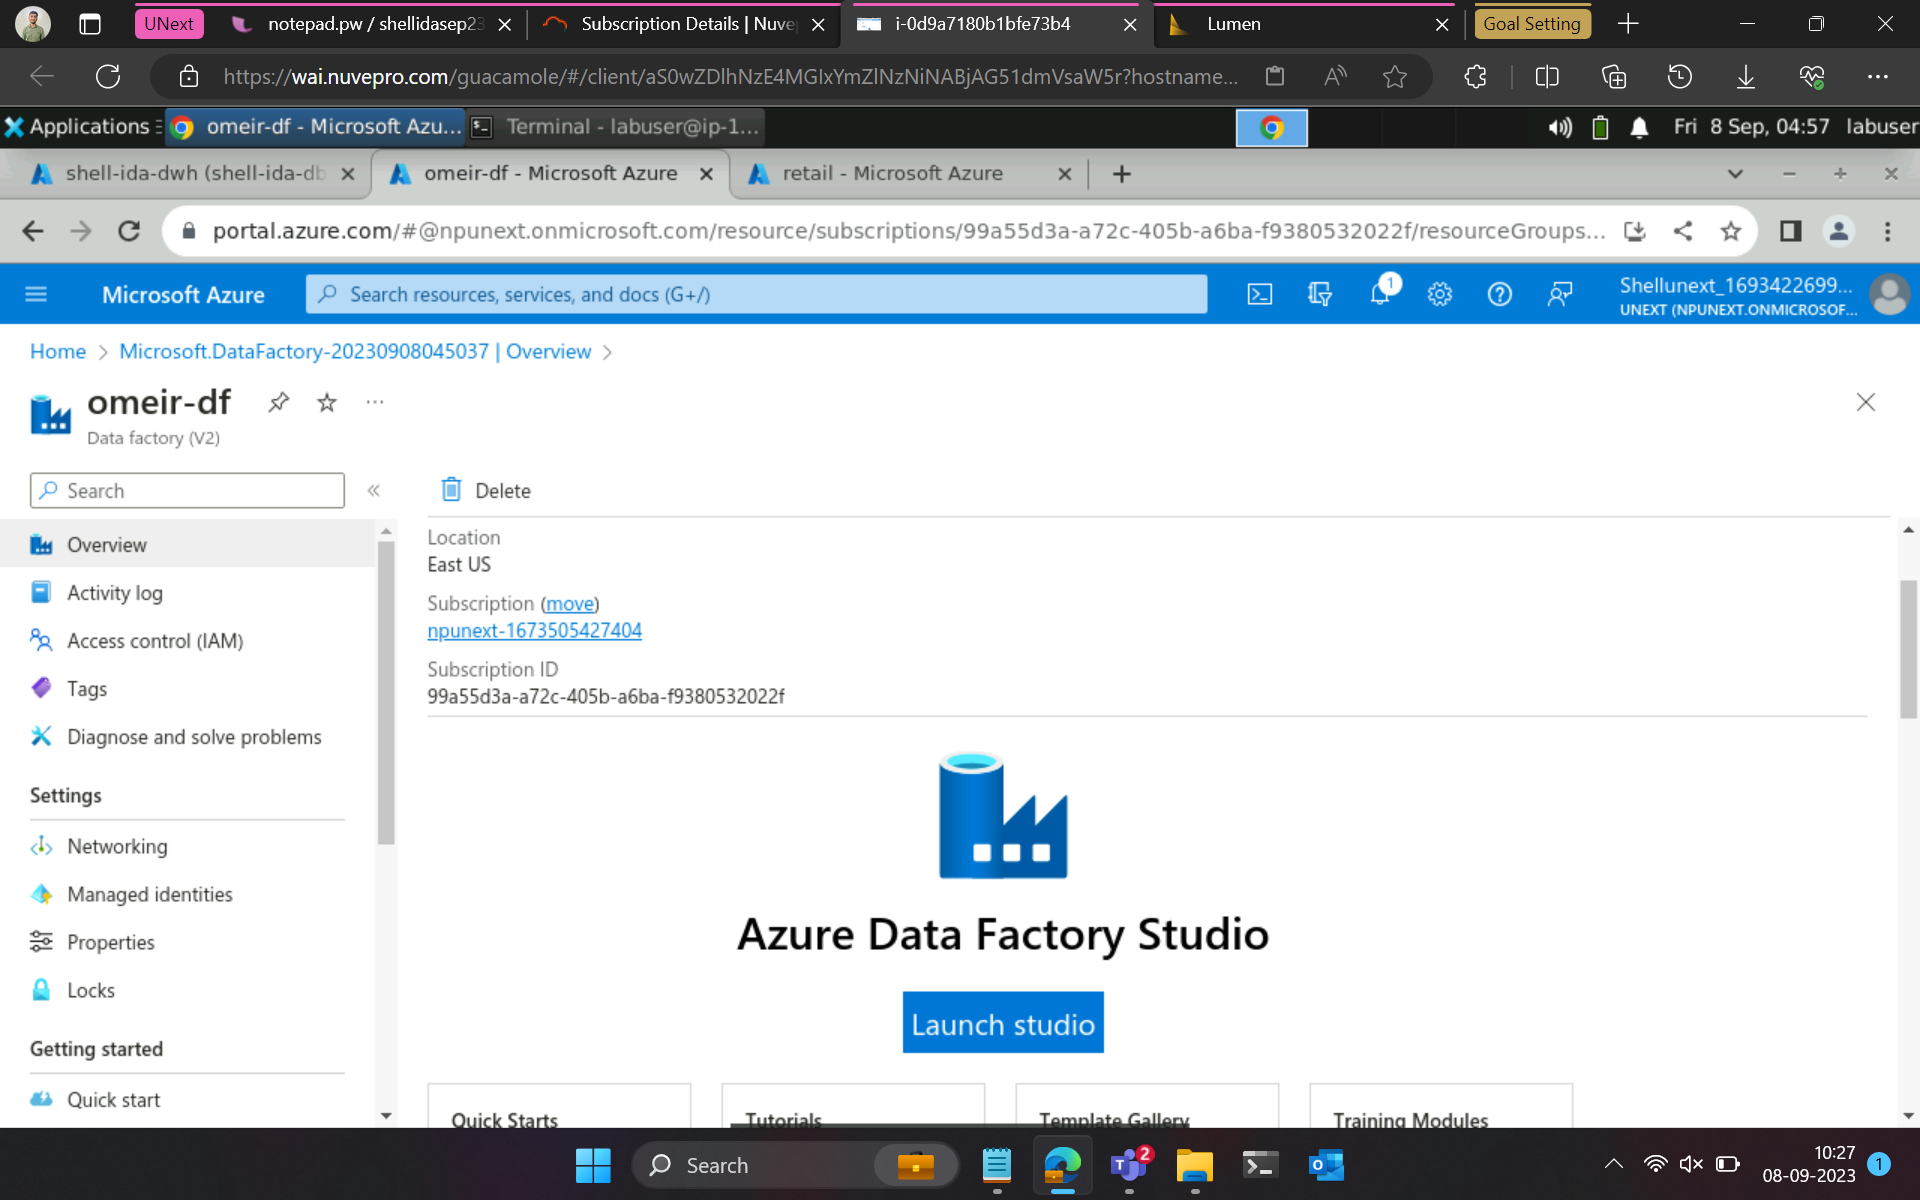 UNext
notepad.pw / shellidasep23
Subscription Details | Nuvep
i-0d9a7180b1bfe73b4
Lumen
Goal Setting
https://wai.nuvepro.com/guacamole/#/client/aS0wZDlhNzE4MGIxYmZlNzNiNABjAG51dmVsaW5r?hostname...
Applications
omeir-df - Microsoft Azu...
Terminal - labuser@ip-1...
Fri 8 Sep, 04:57 labuser
shell-ida-dwh (shell-ida-db
omeir-df - Microsoft Azure
retail - Microsoft Azure
portal.azure.com/#@npunext.onmicrosoft.com/resource/subscriptions/99a55d3a-a72c-405b-a6ba-f9380532022f/resourceGroups...
Microsoft Azure
Search resources, services, and docs (G+/)
1
Shellunext_1693422699...
UNEXT (NPUNEXT.ONMICROSOF...
Home > Microsoft.DataFactory-20230908045037 | Overview >
omeir-df
...
Data factory (V2)
Search
«
Delete
Overview
Activity log
Access control (IAM)
Tags
Diagnose and solve problems
Settings
Networking
Managed identities
Properties
Locks
Getting started
Quick start
Location
East US
Subscription (move)
npunext-1673505427404
Subscription ID
99a55d3a-a72c-405b-a6ba-f9380532022f
Azure Data Factory Studio
Launch studio
Quick Starts
Tutorials
Template Gallery
Training Modules
Search
2
10:27
08-09-2023
1